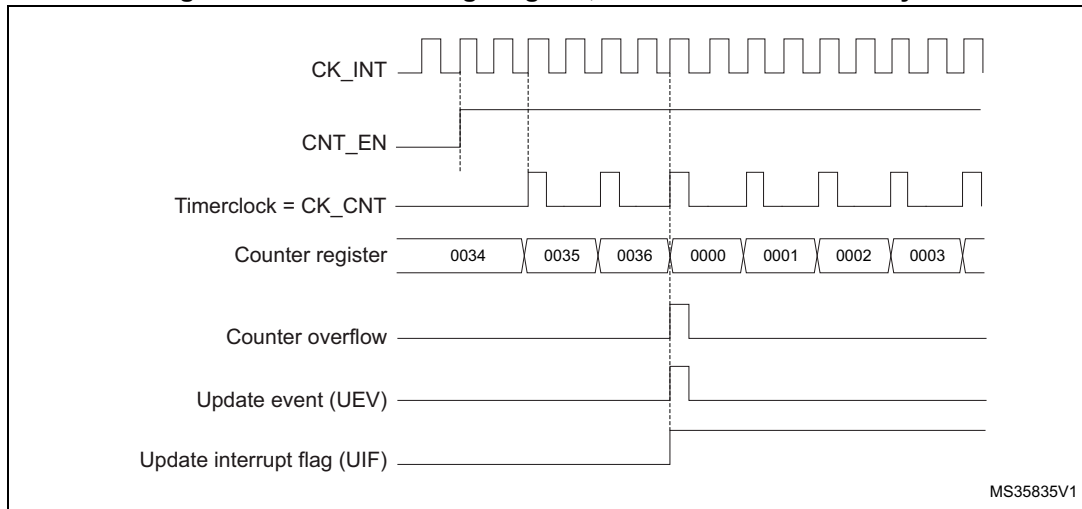 CK_INT
CNT_EN
Timerclock = CK_CNT
Counter register 0034 0035 0036 0000 0001 0002 0003
Counter overflow
Update event (UEV)
Update interrupt flag (UIF)
MS35835V1